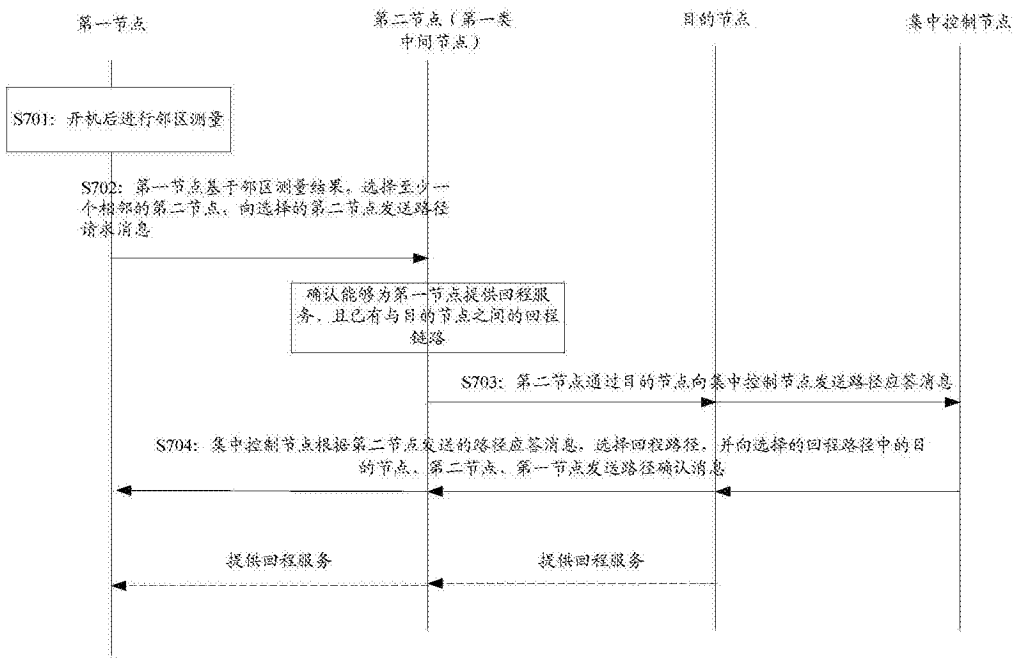 第一节点
第二节点（第一类
中间节点）
目的节点
集中控制节点
S701：开机后进行邻区测量
S702：第一节点基于邻区测量结果，选择至少一
个相邻的第二节点，向选择的第二节点发送路径
请求消息
确认能够为第一节点提供回程服
务，且已有与目的节点之间的回程
链路
S703：第二节点通过目的节点向集中控制节点发送路径应答消息
S704：集中控制节点根据第二节点发送的路径应答消息，选择回程路径，并向选择的回程路径中的目
的节点、第二节点、第一节点发送路径确认消息
提供回程服务
提供回程服务